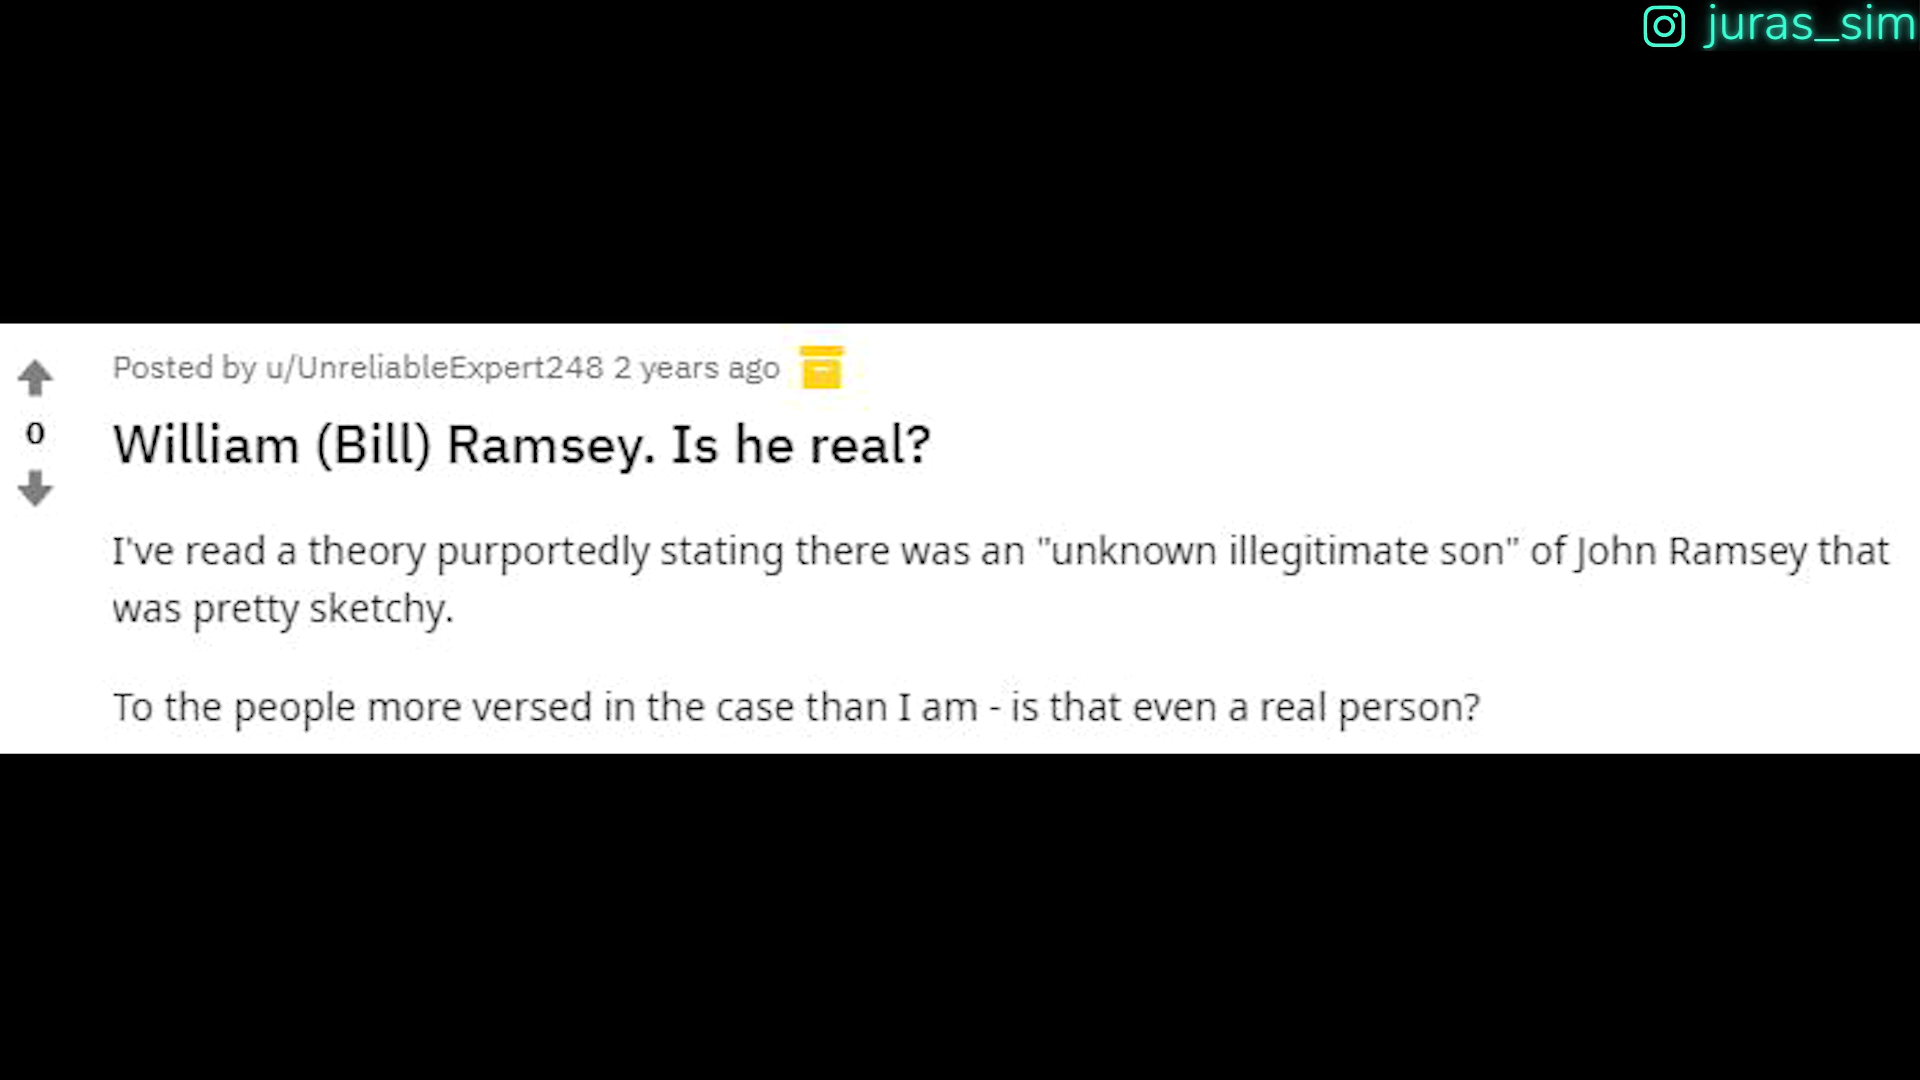 juras_sim
Posted by u/UnreliableExpert248 2 years ago
0
William (Bill) Ramsey. Is he real?
I've read a theory purportedly stating there was an "unknown illegitimate son" of John Ramsey that
was pretty sketchy.
To the people more versed in the case than I am - is that even a real person?